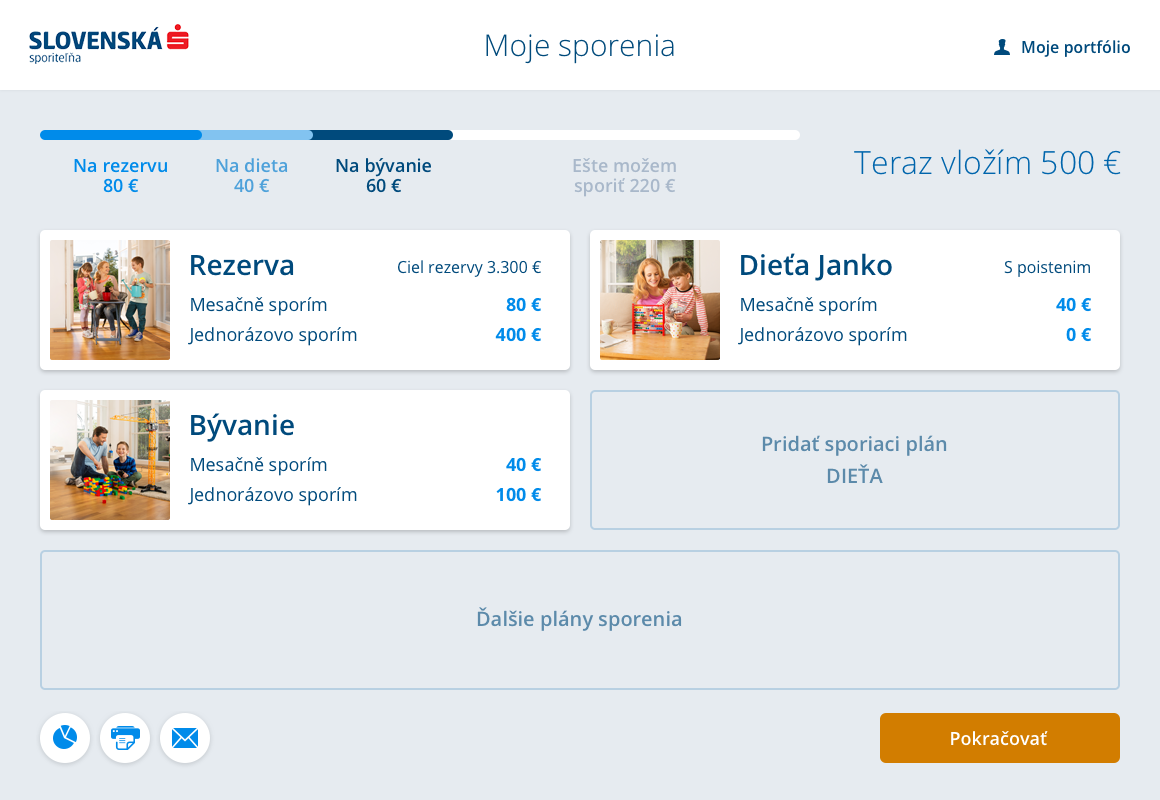 SLOVENSKÁ
sporiteľňa
Moje sporenia
Moje portfólio
Na rezervu
80 €
Na dieta
40 €
Na bývanie
60 €
Ešte možem
sporiť 220 €
Teraz vložím 500 €
Rezerva
Ciel rezervy 3.300 €
Mesačně sporím 80 €
Jednorázovo sporím 400 €
Dieťa Janko
S poistenim
Mesačně sporím 40 €
Jednorázovo sporím 0 €
Bývanie
Mesačně sporím 40 €
Jednorázovo sporím 100 €
Pridať sporiaci plán
DIEŤA
Ďalšie plány sporenia
Pokračovať